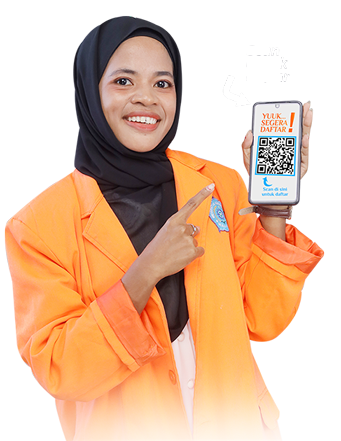 YUUK...
SEGERA
DAFTAR!
Scan di sini
untuk daftar